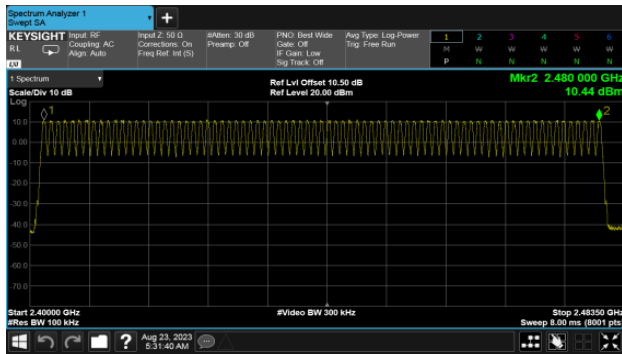 Spectrum Analyzer 1
Swept SA
+
KEYSIGHT
RL
LXI
Input: RF
Coupling: AC
Align: Auto
Input Z: 50 Ω
Corrections: On
Freq Ref: Int (S)
#Atten: 30 dB
Preamp: Off
PNO: Best Wide
Gate: Off
IF Gain: Low
Sig Track: Off
Avg Type: Log-Power
Trig: Free Run
1 2 3 4 5 6
M W W W W W
P N N N N N
1 Spectrum
Scale/Div 10 dB
Ref Lvl Offset 10.50 dB
Ref Level 20.00 dBm
Mkr2 2.480 000 GHz
10.44 dBm
Log
1
2
10.0
0.00
-10.0
-20.0
-30.0
-40.0
-50.0
-60.0
-70.0
Start 2.40000 GHz
#Res BW 100 kHz
#Video BW 300 kHz
Stop 2.48350 GHz
Sweep 8.00 ms (8001 pts)
?
Aug 23, 2023
5:31:40 AM